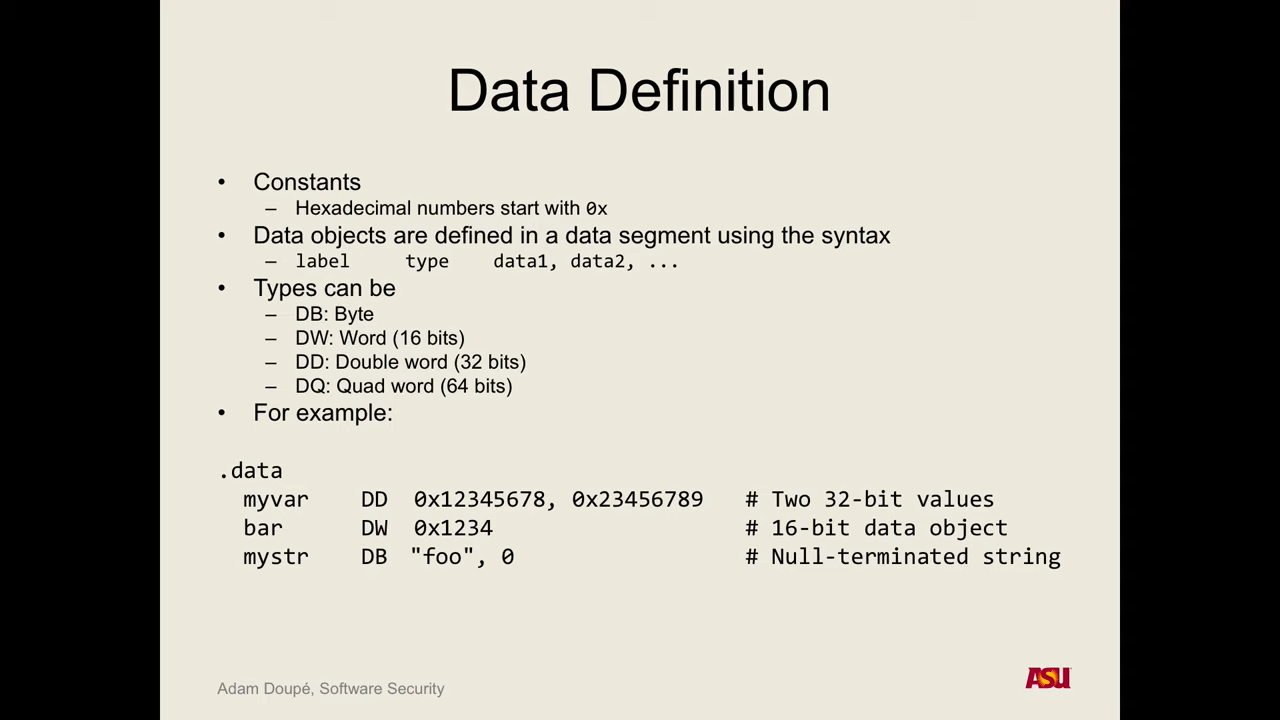 Data Definition
• Constants
– Hexadecimal numbers start with 0x
• Data objects are defined in a data segment using the syntax
– label type data1, data2, ...
• Types can be
– DB: Byte
– DW: Word (16 bits)
– DD: Double word (32 bits)
– DQ: Quad word (64 bits)
• For example:
.data
myvar DD 0x12345678, 0x23456789 # Two 32-bit values
bar DW 0x1234 # 16-bit data object
mystr DB "foo", 0 # Null-terminated string
Adam Doupé, Software Security
ASU